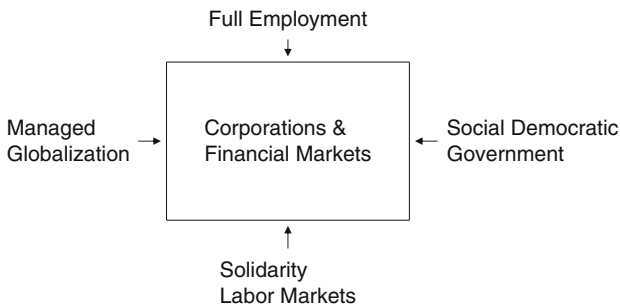 Full Employment
Managed
Globalization
Corporations &
Financial Markets
Social Democratic
Government
Solidarity
Labor Markets